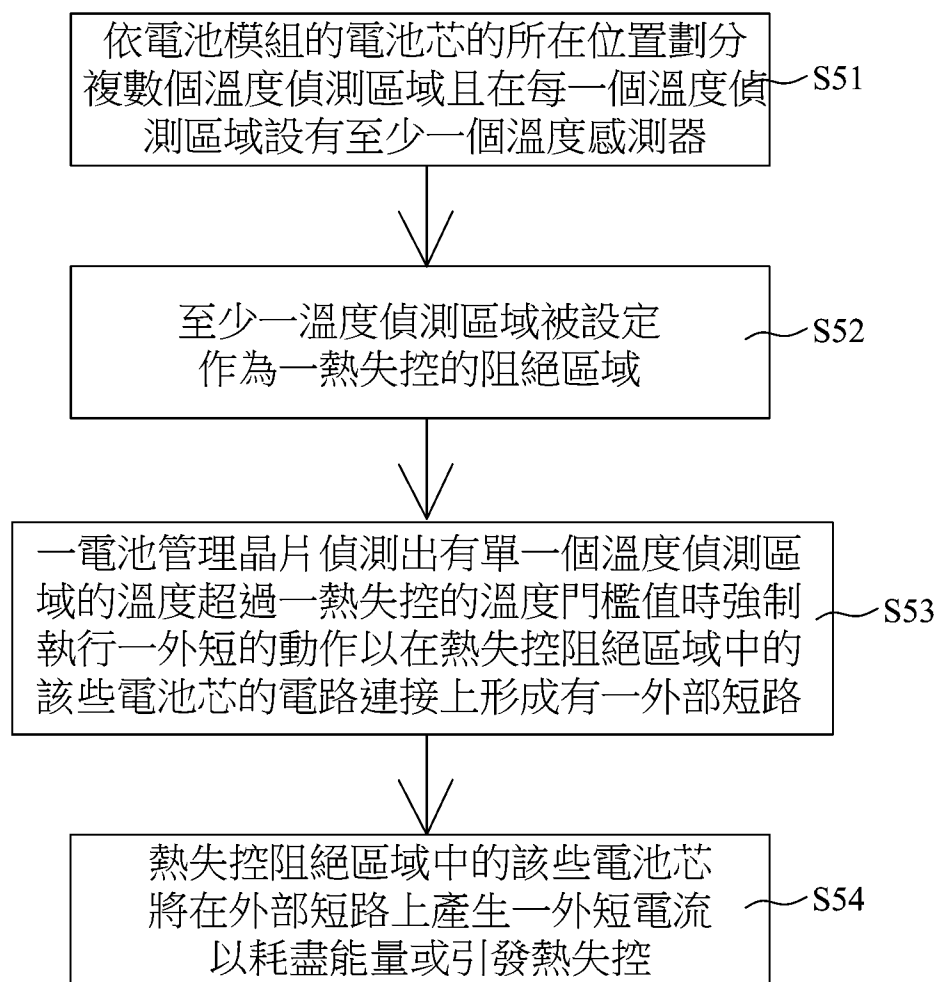 依電池模組的電池芯的所在位置劃分
複數個溫度偵測區域且在每一個溫度偵
測區域設有至少一個溫度感測器
S51
至少一溫度偵測區域被設定
作為一熱失控的阻絕區域
S52
一電池管理晶片偵測出有單一個溫度偵測區
域的溫度超過一熱失控的溫度門檻值時強制
執行一外短的動作以在熱失控阻絕區域中的
該些電池芯的電路連接上形成有一外部短路
S53
熱失控阻絕區域中的該些電池芯
將在外部短路上產生一外短電流
以耗盡能量或引發熱失控
S54